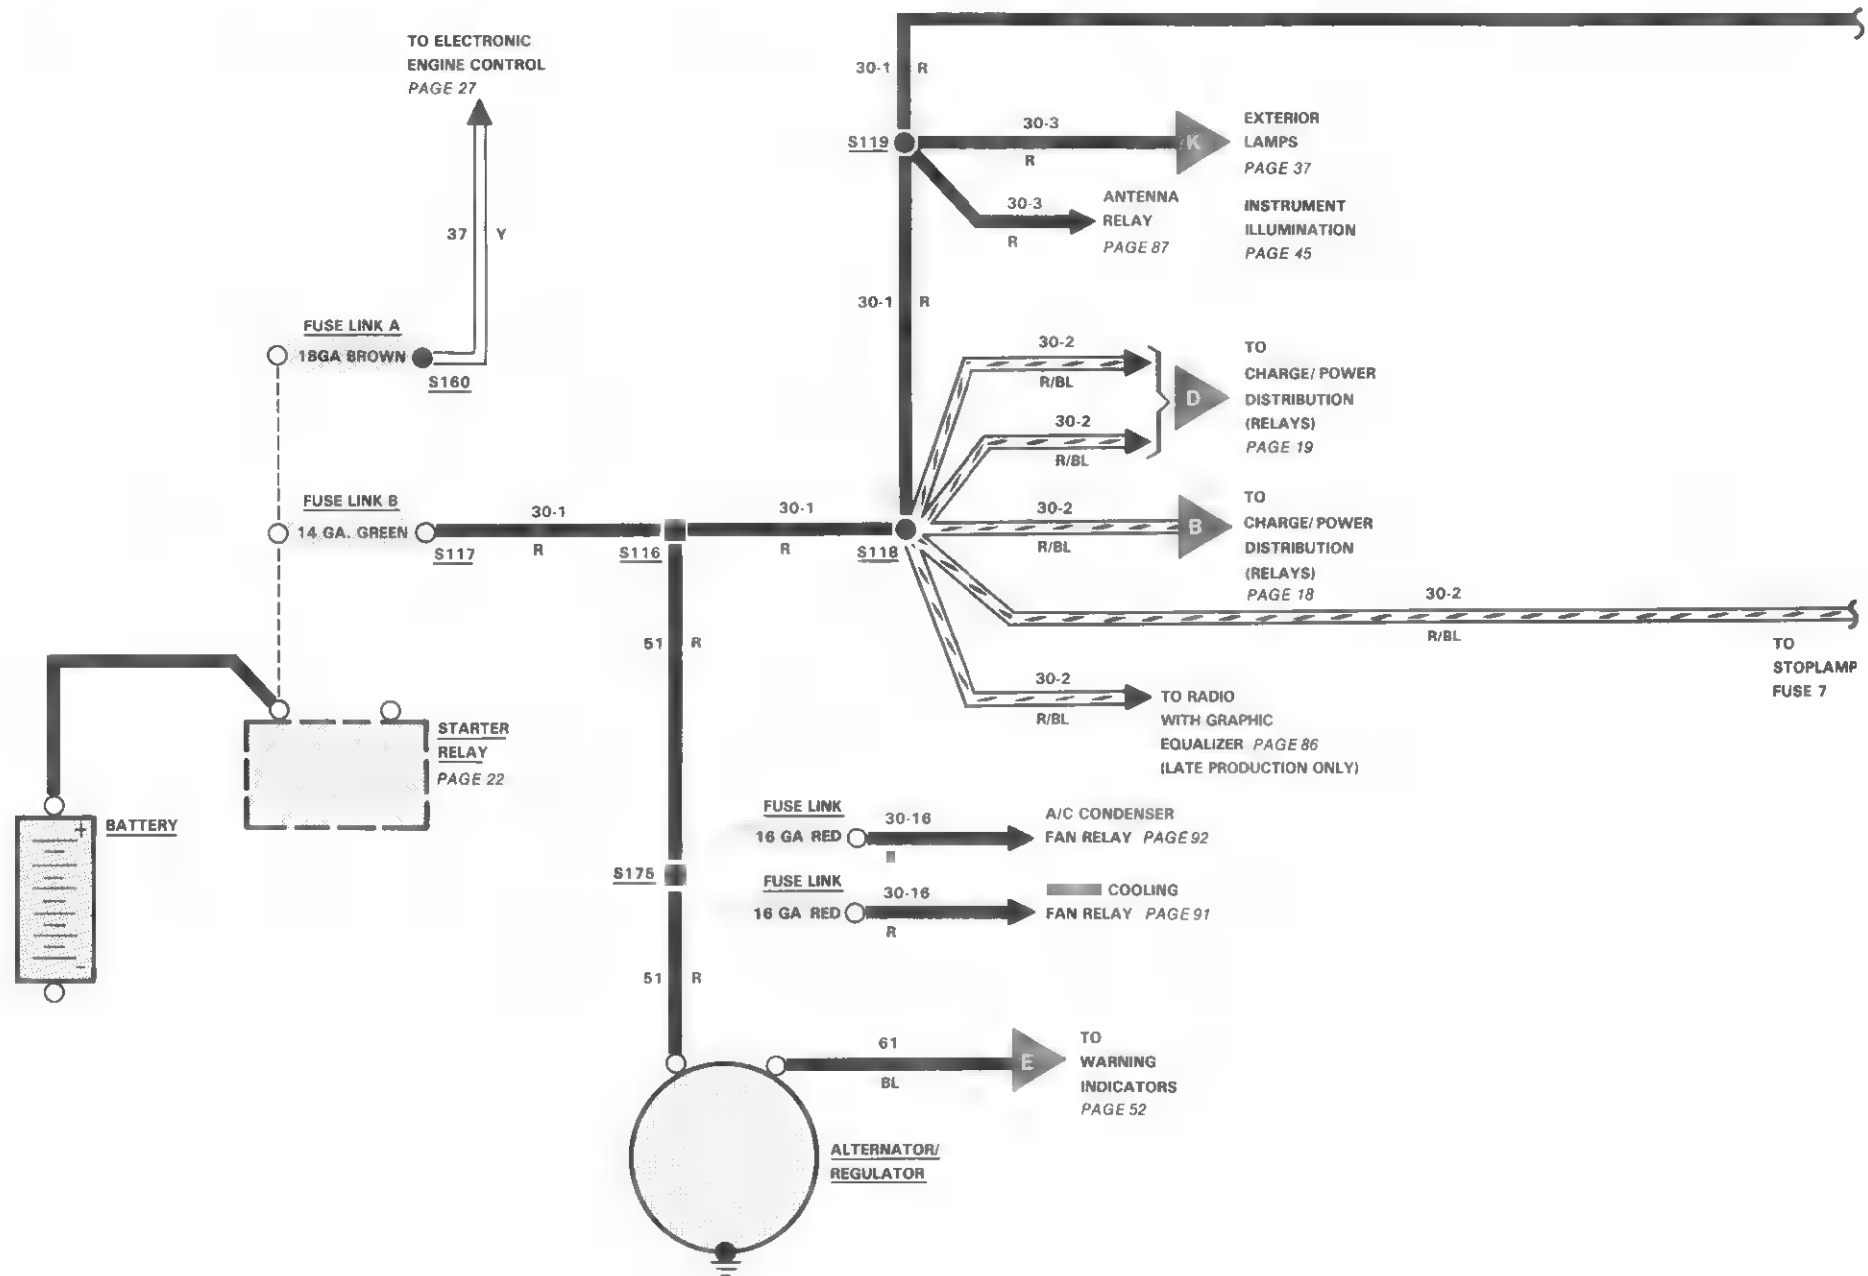 TO ELECTRONIC
ENGINE CONTROL
PAGE 27
37 Y
FUSE LINK A
18GA BROWN
S160
FUSE LINK B
14 GA. GREEN
S117
30-1
R
S116
30-1
R
S118
30-1 R
S119
30-3
R
K
EXTERIOR
LAMPS
PAGE 37
30-3
R
ANTENNA
RELAY
PAGE 87
INSTRUMENT
ILLUMINATION
PAGE 45
30-1 R
30-2
R/BL
30-2
R/BL
D
TO
CHARGE/POWER
DISTRIBUTION
(RELAYS)
PAGE 19
30-2
R/BL
B
TO
CHARGE/POWER
DISTRIBUTION
(RELAYS)
PAGE 18
30-2
R/BL
TO
STOPLAMP
FUSE 7
30-2
R/BL
TO RADIO
WITH GRAPHIC
EQUALIZER PAGE 86
(LATE PRODUCTION ONLY)
51 R
STARTER
RELAY
PAGE 22
BATTERY
+
-
FUSE LINK
16 GA RED
30-16
A/C CONDENSER
FAN RELAY PAGE 92
S175
FUSE LINK
16 GA RED
30-16
R
COOLING
FAN RELAY PAGE 91
51 R
61
BL
E
TO
WARNING
INDICATORS
PAGE 52
ALTERNATOR/
REGULATOR